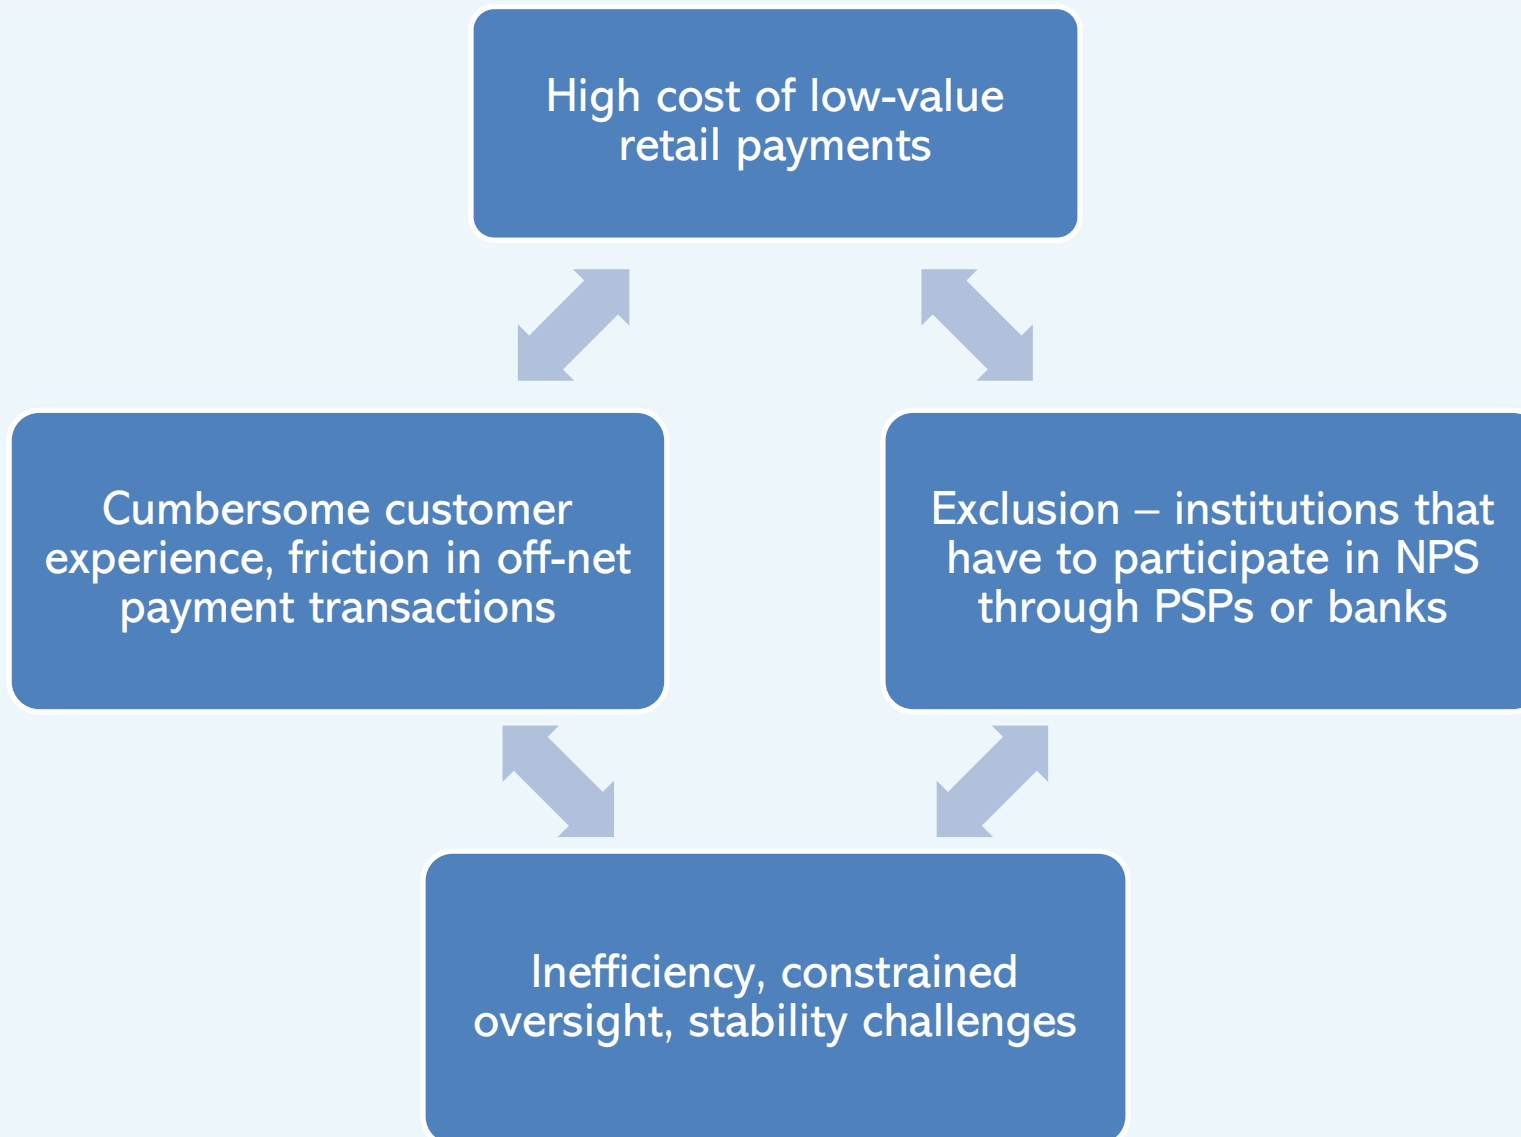 High cost of low-value
retail payments
Cumbersome customer
experience, friction in off-net
payment transactions
Exclusion – institutions that
have to participate in NPS
through PSPs or banks
Inefficiency, constrained
oversight, stability challenges